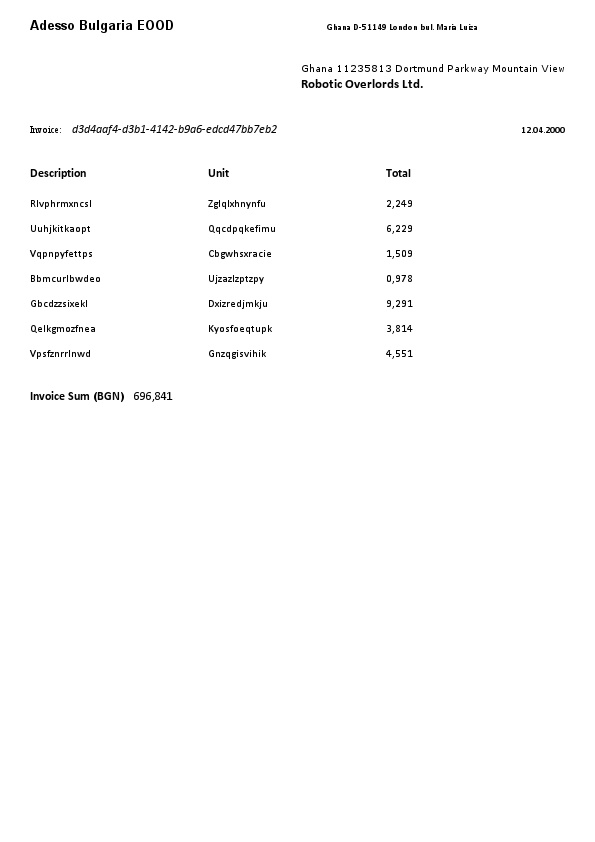 Adesso Bulgaria EOOD Ghana D-51149 London bul. Maria Luiza
Ghana 11235813 Dortmund Parkway Mountain View
Robotic Overlords Ltd.
Invoice: d3d4aaf4-d3b1-4142-b9a6-edcd47bb7eb2 12.04.2000
Description Unit Total
Rlvphrmxncsl Zglqlxhnynfu 2,249
Uuhjkitkaopt Qqcdpqkefimu 6,229
Vqpnpyfettps Cbgwhsxracie 1,509
Bbmcurlbwdeo Ujzazlzptzpy 0,978
Gbcdzzsixekl Dxizredjmkju 9,291
Qelkgmozfnea Kyosfoeqtupk 3,814
Vpsfznrrlnwd Gnzqgisvihik 4,551
Invoice Sum (BGN) 696,841